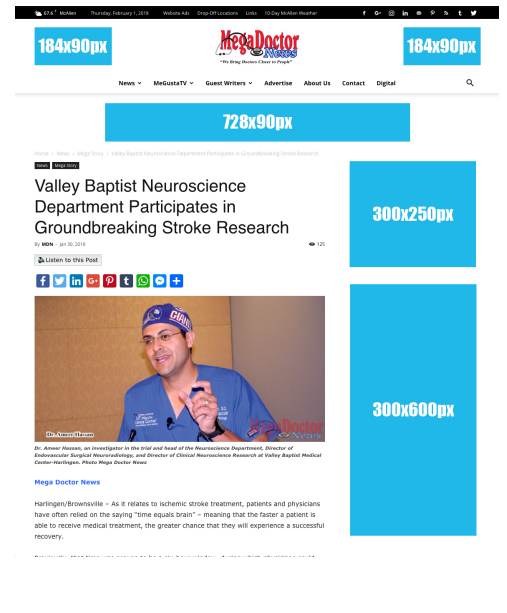 67.6 F McAllen Thursday, February 1, 2018 Website Ads Drop-Off Locations Links 10-Day McAllen Weather
184x90px
MegaDoctor
News
"We Bring Doctors Closer to People"
184x90px
News MeGustaTV Guest Writers Advertise About Us Contact Digital
728x90px
Home › News › Mega Story › Valley Baptist Neuroscience Department Participates in Groundbreaking Stroke Research
News Mega Story
Valley Baptist Neuroscience
Department Participates in
Groundbreaking Stroke Research
By MDN - Jan 30, 2018 125
Listen to this Post
300x250px
GIANTS
Dr. Ameer Hassan
MegaDoctor
News
Dr. Ameer Hassan, an investigator in the trial and head of the Neuroscience Department, Director of
Endovascular Surgical Neuroradiology, and Director of Clinical Neuroscience Research at Valley Baptist Medical
Center-Harlingen. Photo Mega Doctor News
300x600px
Mega Doctor News
Harlingen/Brownsville – As it relates to ischemic stroke treatment, patients and physicians
have often relied on the saying "time equals brain" – meaning that the faster a patient is
able to receive medical treatment, the greater chance that they will experience a successful
recovery.